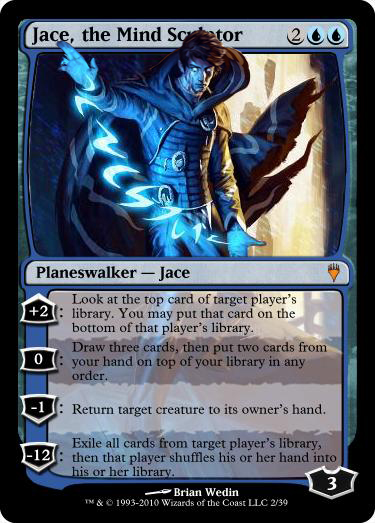 Jace, the Mind Sculptor 2
Planeswalker — Jace
+2: Look at the top card of target player's
library. You may put that card on the
bottom of that player's library.
0: Draw three cards, then put two cards from
your hand on top of your library in any
order.
-1: Return target creature to its owner's hand.
-12: Exile all cards from target player's library,
then that player shuffles his or her hand into
his or her library.
3
Brian Wedin
™ & © 1993-2010 Wizards of the Coast LLC 2/39